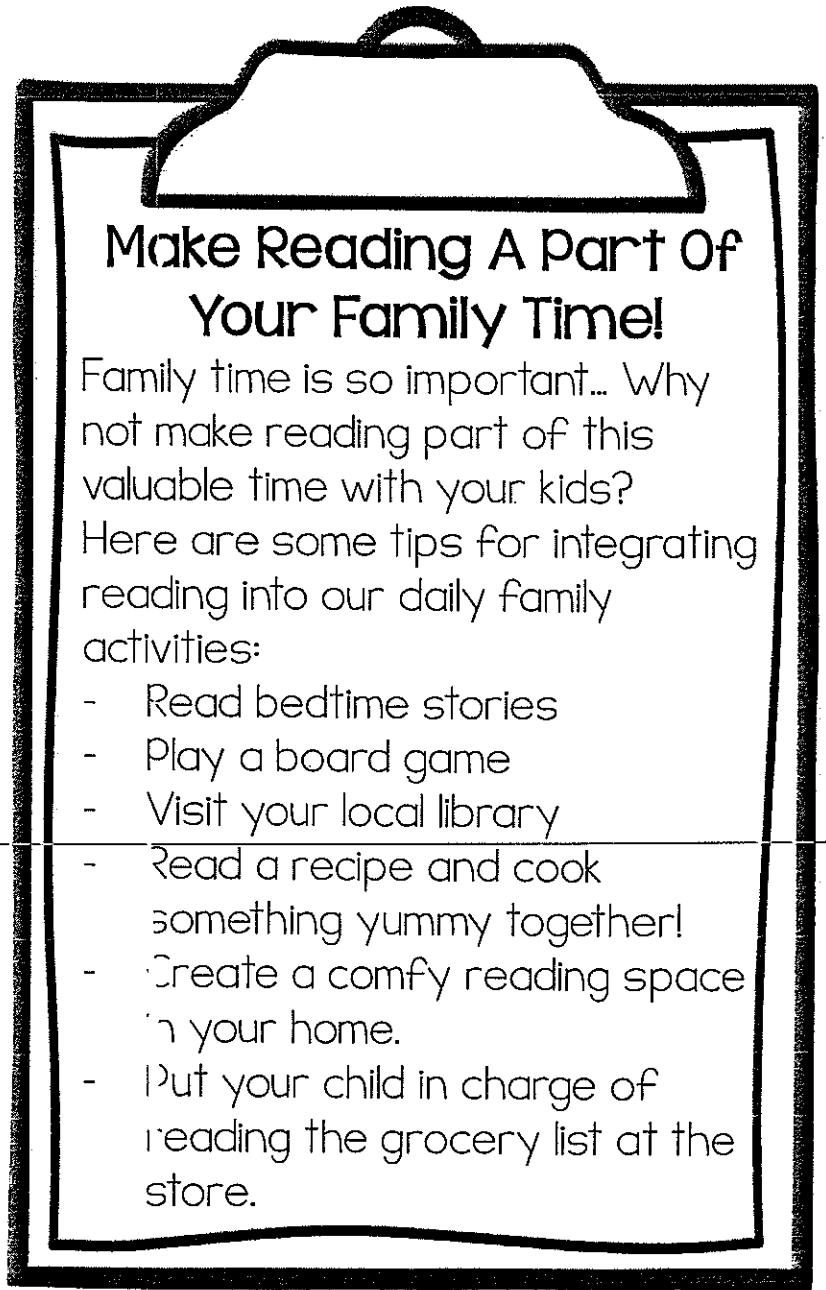 Make Reading A Part Of
Your Family Time!
Family time is so important... Why
not make reading part of this
valuable time with your kids?
Here are some tips for integrating
reading into our daily family
activities:
- Read bedtime stories
- Play a board game
- Visit your local library
- Read a recipe and cook
something yummy together!
- Create a comfy reading space
in your home.
- Put your child in charge of
reading the grocery list at the
store.